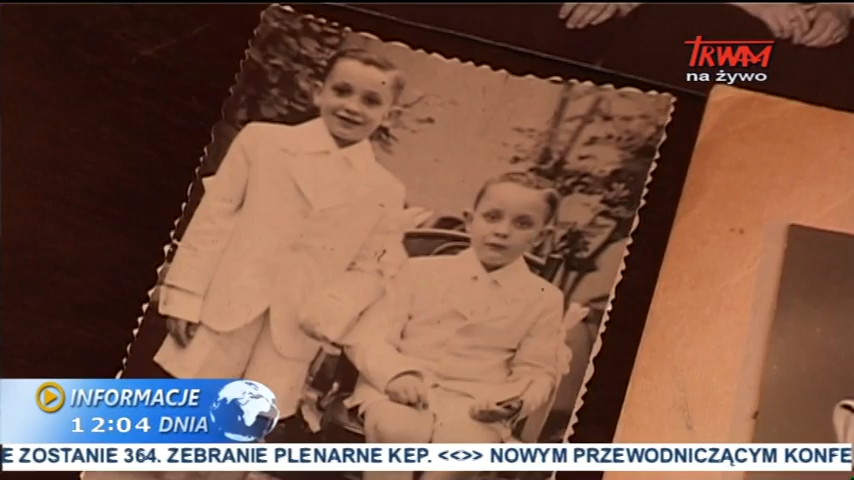 TRWAM
na żywo
INFORMACJE
12:04 DNIA
E ZOSTANIE 364. ZEBRANIE PLENARNE KEP. <<>> NOWYM PRZEWODNICZĄCYM KONFE